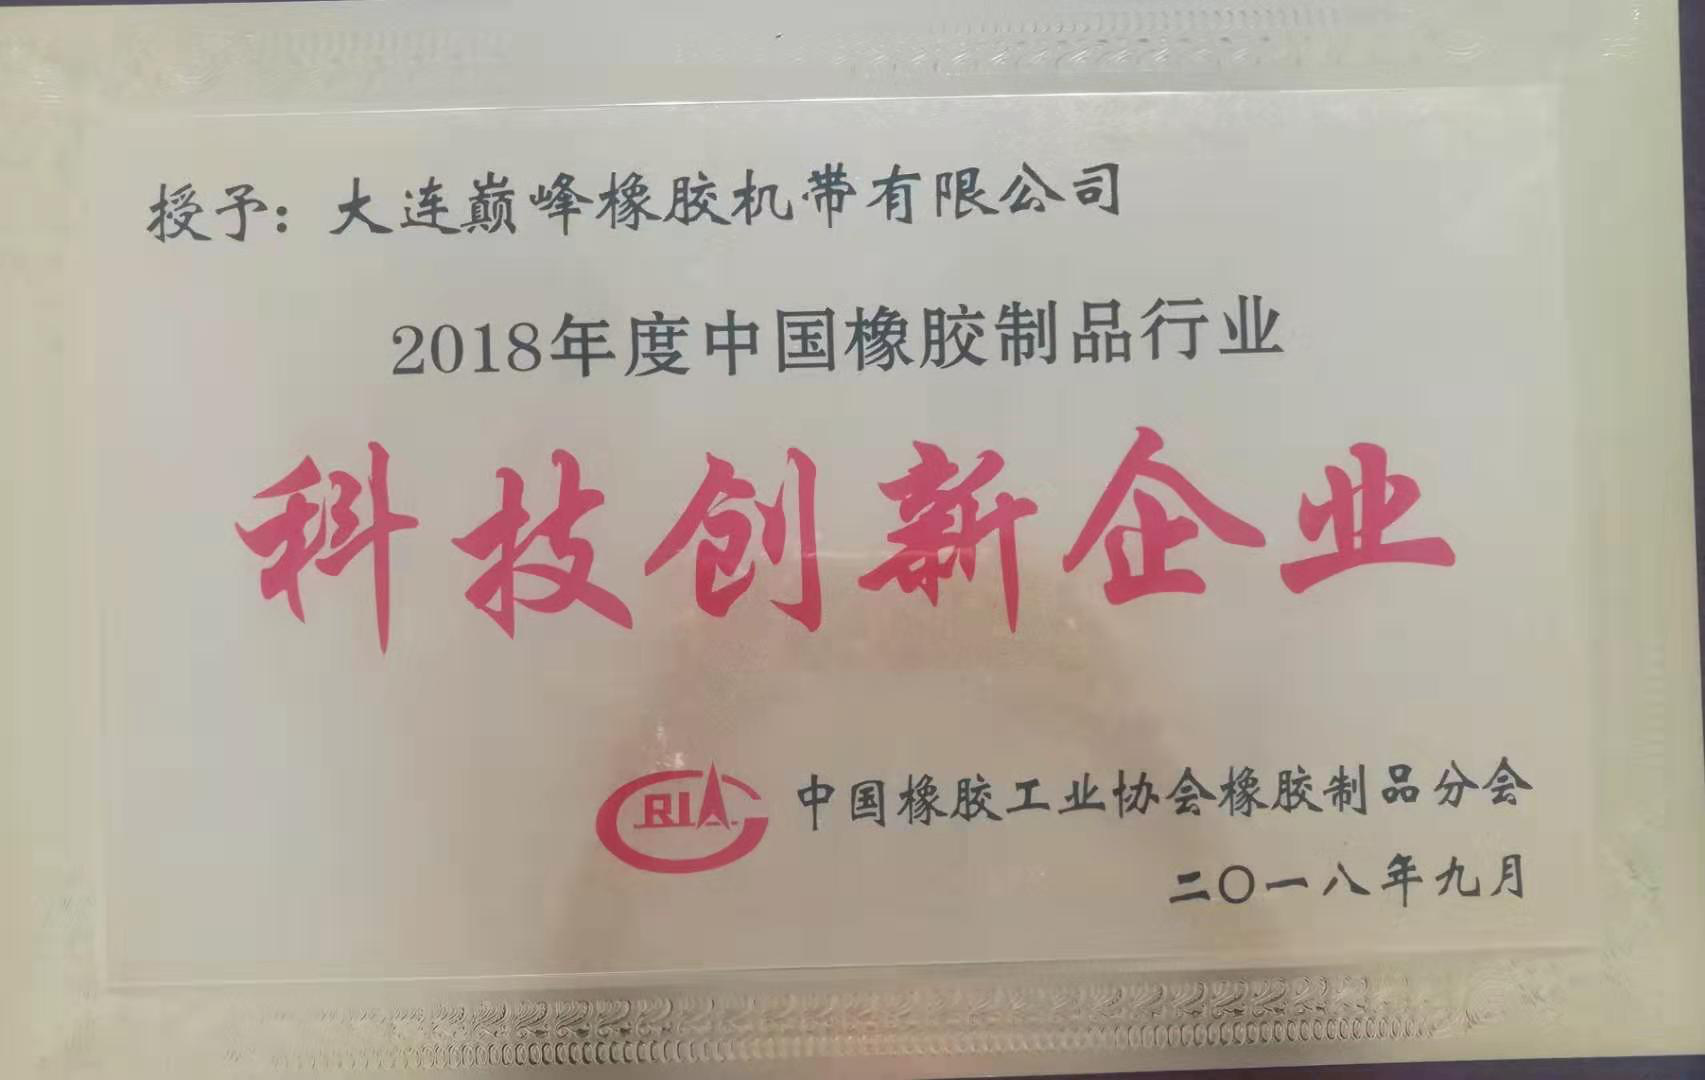 授予：大连巅峰橡胶机带有限公司
2018年度中国橡胶制品行业
科技创新企业
CRIA
中国橡胶工业协会橡胶制品分会
二〇一八年九月